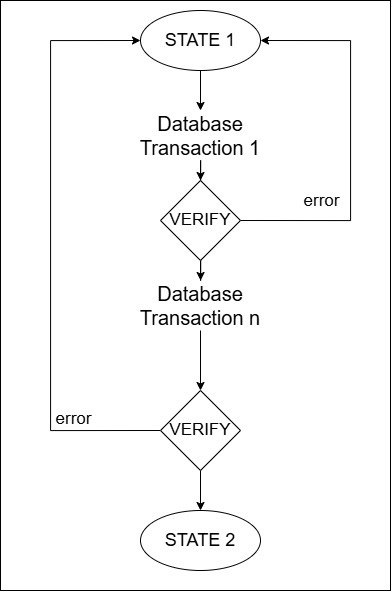 STATE 1
Database
Transaction 1
VERIFY
error
Database
Transaction n
error
VERIFY
STATE 2